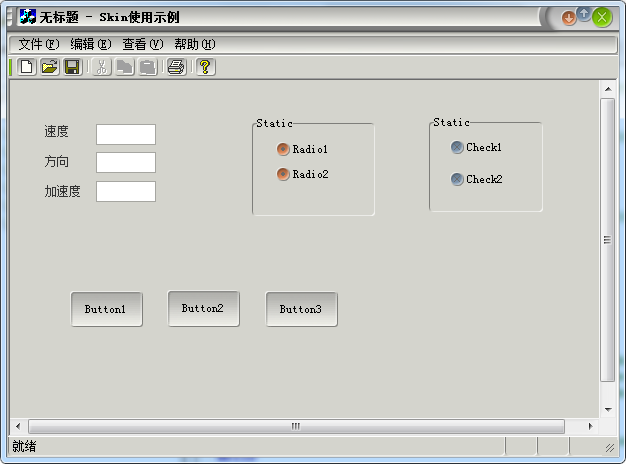 无标题 - Skin使用示例
文件(F) 编辑(E) 查看(V) 帮助(H)
速度
方向
加速度
Static
Radio1
Radio2
Static
Check1
Check2
Button1 Button2 Button3
就绪